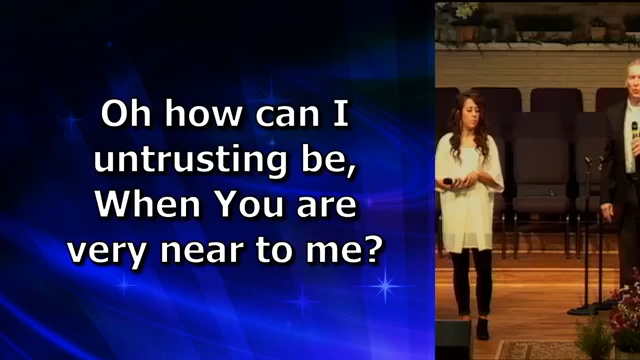 Oh how can I
untrusting be,
When You are
very near to me?